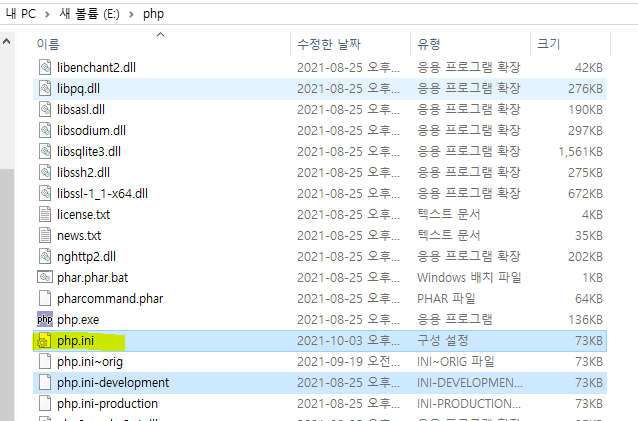 내 PC > 새 볼륨 (E:) > php
이름 수정한 날짜 유형 크기
libenchant2.dll 2021-08-25 오후... 응용 프로그램 확장 42KB
libpq.dll 2021-08-25 오후... 응용 프로그램 확장 276KB
libsasl.dll 2021-08-25 오후... 응용 프로그램 확장 190KB
libsodium.dll 2021-08-25 오후... 응용 프로그램 확장 297KB
libsqlite3.dll 2021-08-25 오후... 응용 프로그램 확장 1,561KB
libssh2.dll 2021-08-25 오후... 응용 프로그램 확장 275KB
libssl-1_1-x64.dll 2021-08-25 오후... 응용 프로그램 확장 672KB
license.txt 2021-08-25 오후... 텍스트 문서 4KB
news.txt 2021-08-25 오후... 텍스트 문서 35KB
nghttp2.dll 2021-08-25 오후... 응용 프로그램 확장 202KB
phar.phar.bat 2021-08-25 오후... Windows 배치 파일 1KB
pharcommand.phar 2021-08-25 오후... PHAR 파일 64KB
php php.exe 2021-08-25 오후... 응용 프로그램 136KB
php.ini 2021-10-03 오후... 구성 설정 73KB
php.ini~orig 2021-09-19 오전... INI~ORIG 파일 73KB
php.ini-development 2021-08-25 오후... INI-DEVELOPMEN... 73KB
php.ini-production 2021-08-25 오후... INI-PRODUCTION... 73KB